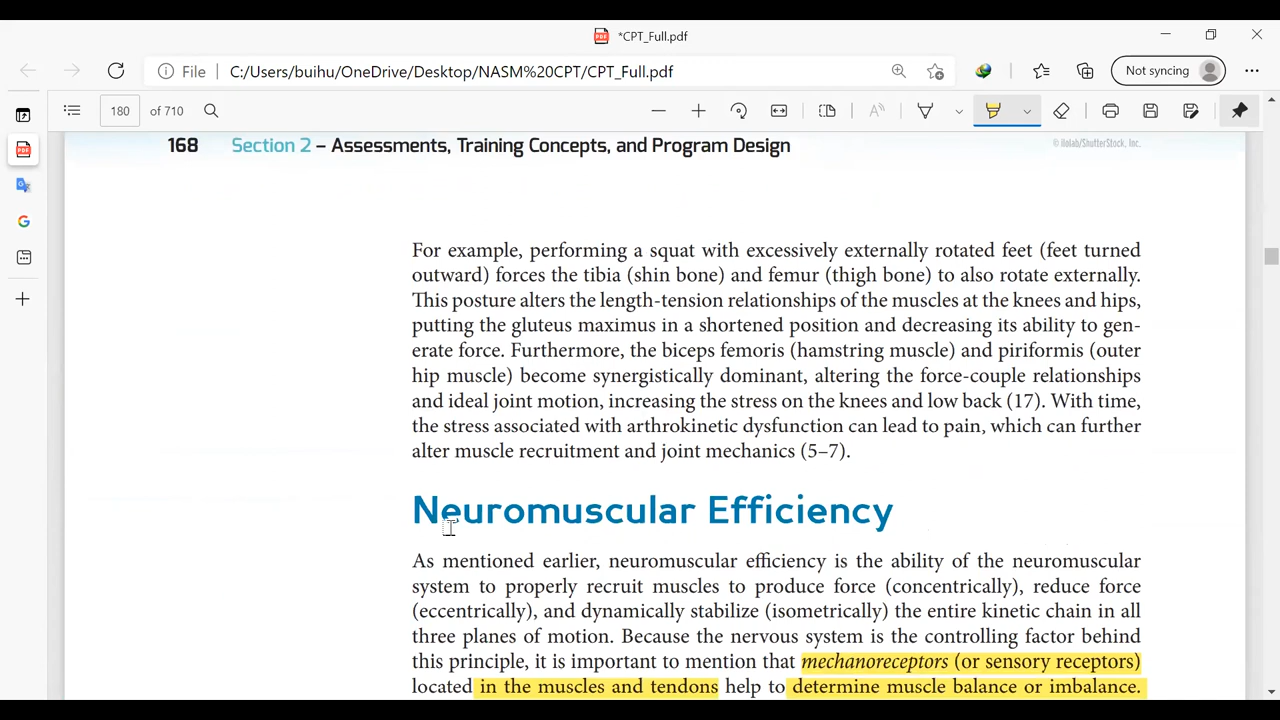 *CPT_Full.pdf
File
C:/Users/buihu/OneDrive/Desktop/NASM%20CPT/CPT_Full.pdf
Not syncing
180 of 710
168 Section 2 – Assessments, Training Concepts, and Program Design
© ilolab/ShutterStock, Inc.
For example, performing a squat with excessively externally rotated feet (feet turned
outward) forces the tibia (shin bone) and femur (thigh bone) to also rotate externally.
This posture alters the length-tension relationships of the muscles at the knees and hips,
putting the gluteus maximus in a shortened position and decreasing its ability to gen-
erate force. Furthermore, the biceps femoris (hamstring muscle) and piriformis (outer
hip muscle) become synergistically dominant, altering the force-couple relationships
and ideal joint motion, increasing the stress on the knees and low back (17). With time,
the stress associated with arthrokinetic dysfunction can lead to pain, which can further
alter muscle recruitment and joint mechanics (5–7).
Neuromuscular Efficiency
As mentioned earlier, neuromuscular efficiency is the ability of the neuromuscular
system to properly recruit muscles to produce force (concentrically), reduce force
(eccentrically), and dynamically stabilize (isometrically) the entire kinetic chain in all
three planes of motion. Because the nervous system is the controlling factor behind
this principle, it is important to mention that mechanoreceptors (or sensory receptors)
located in the muscles and tendons help to determine muscle balance or imbalance.